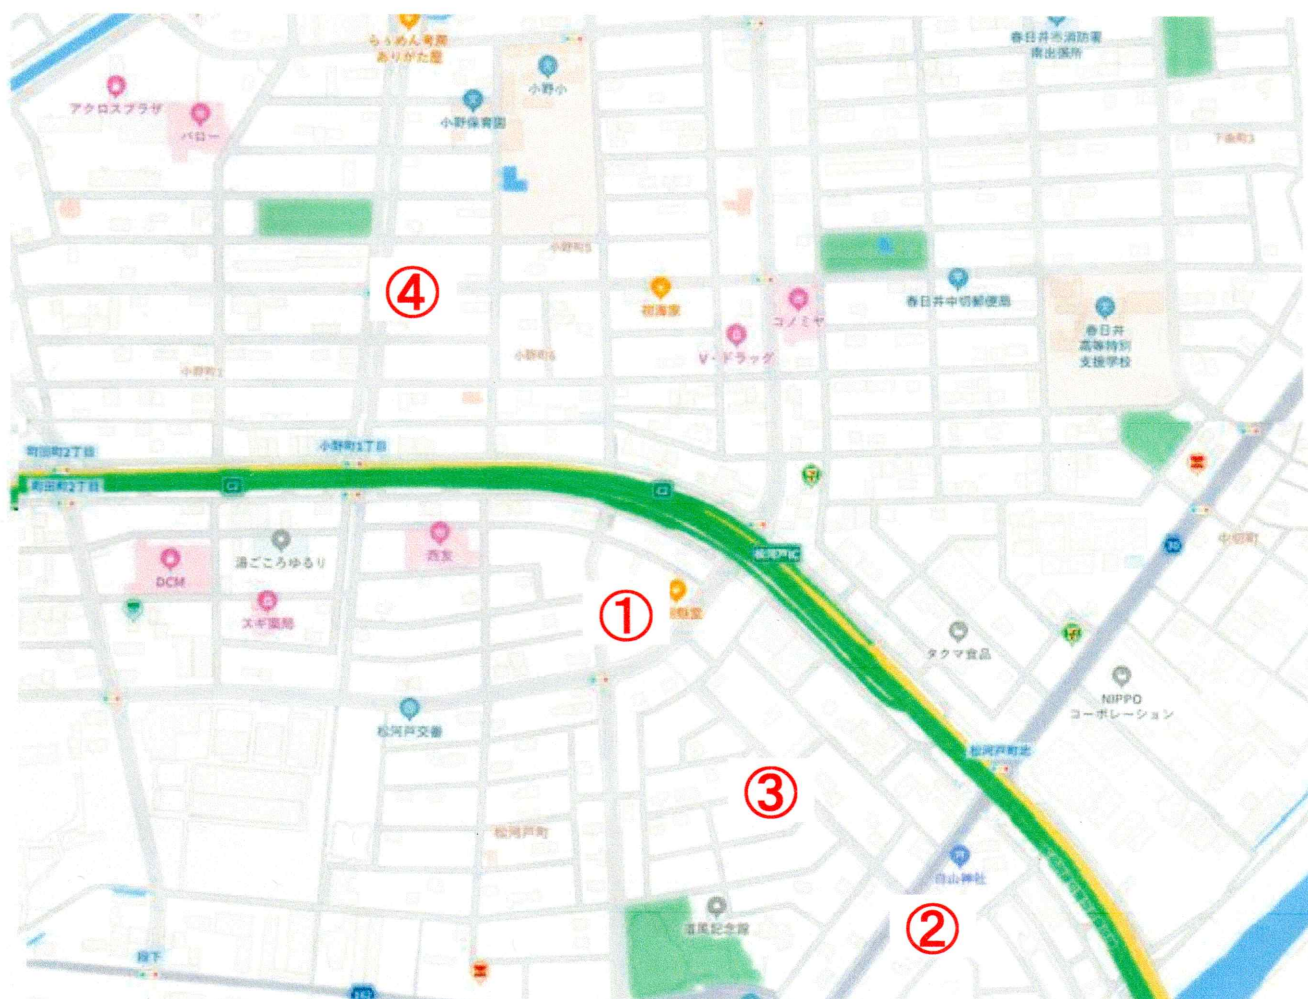 らぅめん考房
ありがた屋
小野小
春日井市消防署
南出張所
アクロスプラザ
バロー
小野保育園
下条町3
小野町5
④
祖海家
コノミヤ
春日井中切郵便局
V・ドラッグ
春日井
高等特別
支援学校
小野町6
町田町2丁目
小野町1丁目
町田町2丁目
C2
C2
松河戸IC
30
中切町
西友
湯ごころゆるり
DCM
スギ薬局
①
タクマ食品
NIPPO
コーポレーション
松河戸交番
松河戸町北
③
松河戸町
白山神社
道風記念館
②
段下